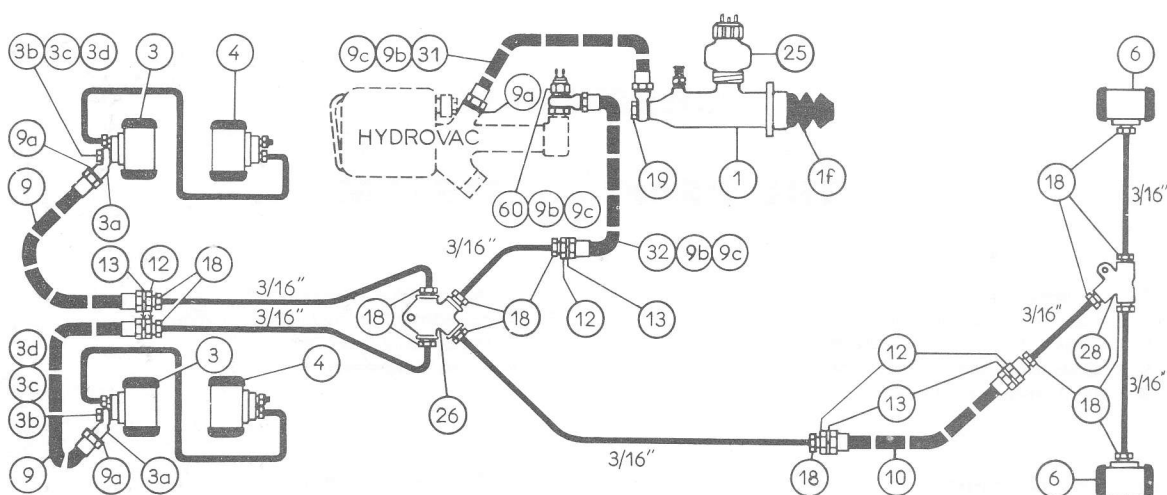 3b 3c 3d 3 4 9c 9b 31 25 6
9a
HYDROVAC
9a
9
3a
60 9b 9c
19 1 1f
18
3/16"
3/16"
32 9b 9c
13 12 18
3/16"
3/16"
18
18
12 13
3/16"
28
3d
3c
3b
3 4
26
12
13
18
3/16"
9
9a 3a
3/16"
18
10
6